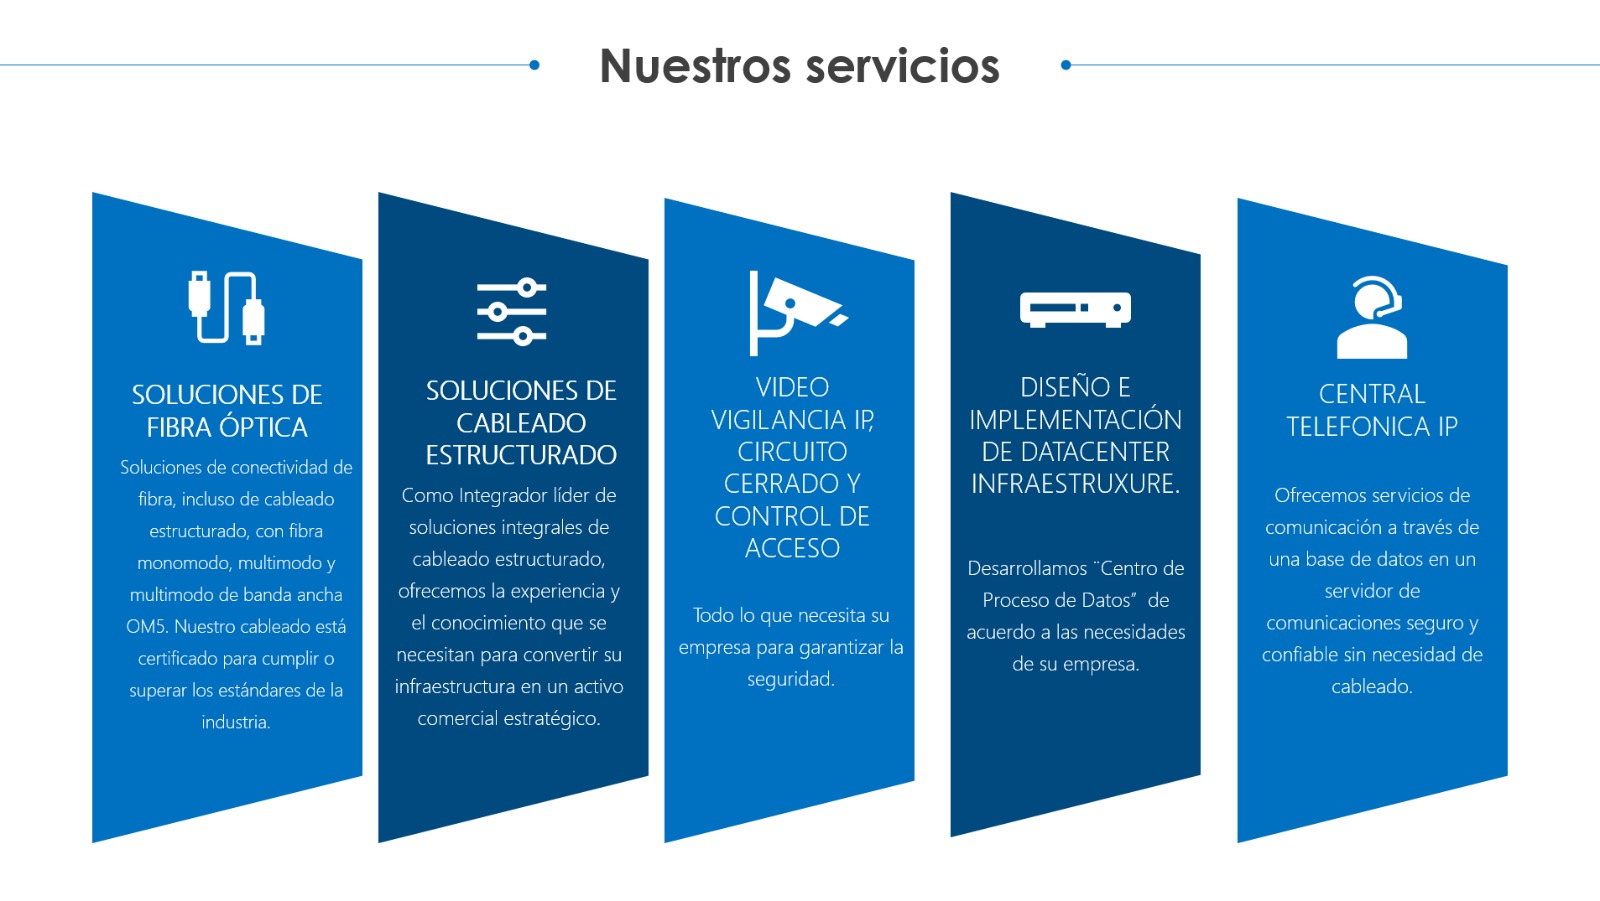 Nuestros servicios
SOLUCIONES DE
FIBRA ÓPTICA
Soluciones de conectividad de
fibra, incluso de cableado
estructurado, con fibra
monomodo, multimodo y
multimodo de banda ancha
OM5. Nuestro cableado está
certificado para cumplir o
superar los estándares de la
industria.
SOLUCIONES DE
CABLEADO
ESTRUCTURADO
Como Integrador líder de
soluciones integrales de
cableado estructurado,
ofrecemos la experiencia y
el conocimiento que se
necesitan para convertir su
infraestructura en un activo
comercial estratégico.
VIDEO
VIGILANCIA IP,
CIRCUITO
CERRADO Y
CONTROL DE
ACCESO
Todo lo que necesita su
empresa para garantizar la
seguridad.
DISEÑO E
IMPLEMENTACIÓN
DE DATACENTER
INFRAESTRUXURE.
Desarrollamos ¨Centro de
Proceso de Datos” de
acuerdo a las necesidades
de su empresa.
CENTRAL
TELEFONICA IP
Ofrecemos servicios de
comunicación a través de
una base de datos en un
servidor de
comunicaciones seguro y
confiable sin necesidad de
cableado.